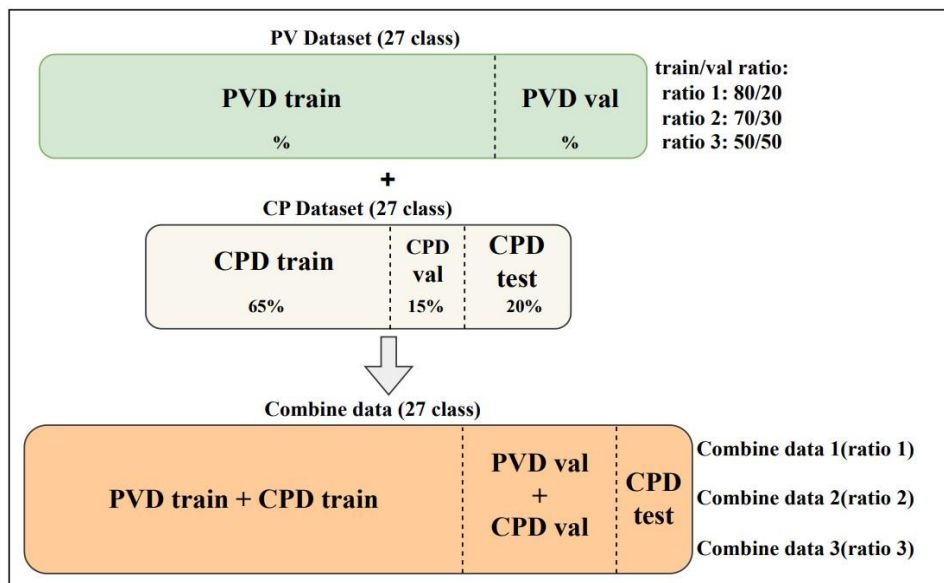 PV Dataset (27 class)
PVD train
PVD val
%
%
train/val ratio:
ratio 1: 80/20
ratio 2: 70/30
ratio 3: 50/50
+
CP Dataset (27 class)
CPD train
CPD
val
CPD
test
65%
15%
20%
Combine data (27 class)
PVD train + CPD train
PVD val
+
CPD val
CPD
test
Combine data 1(ratio 1)
Combine data 2(ratio 2)
Combine data 3(ratio 3)